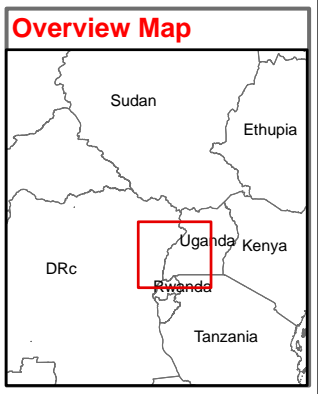 Overview Map
Sudan
Ethupia
Uganda
Kenya
DRc
Rwanda
Tanzania